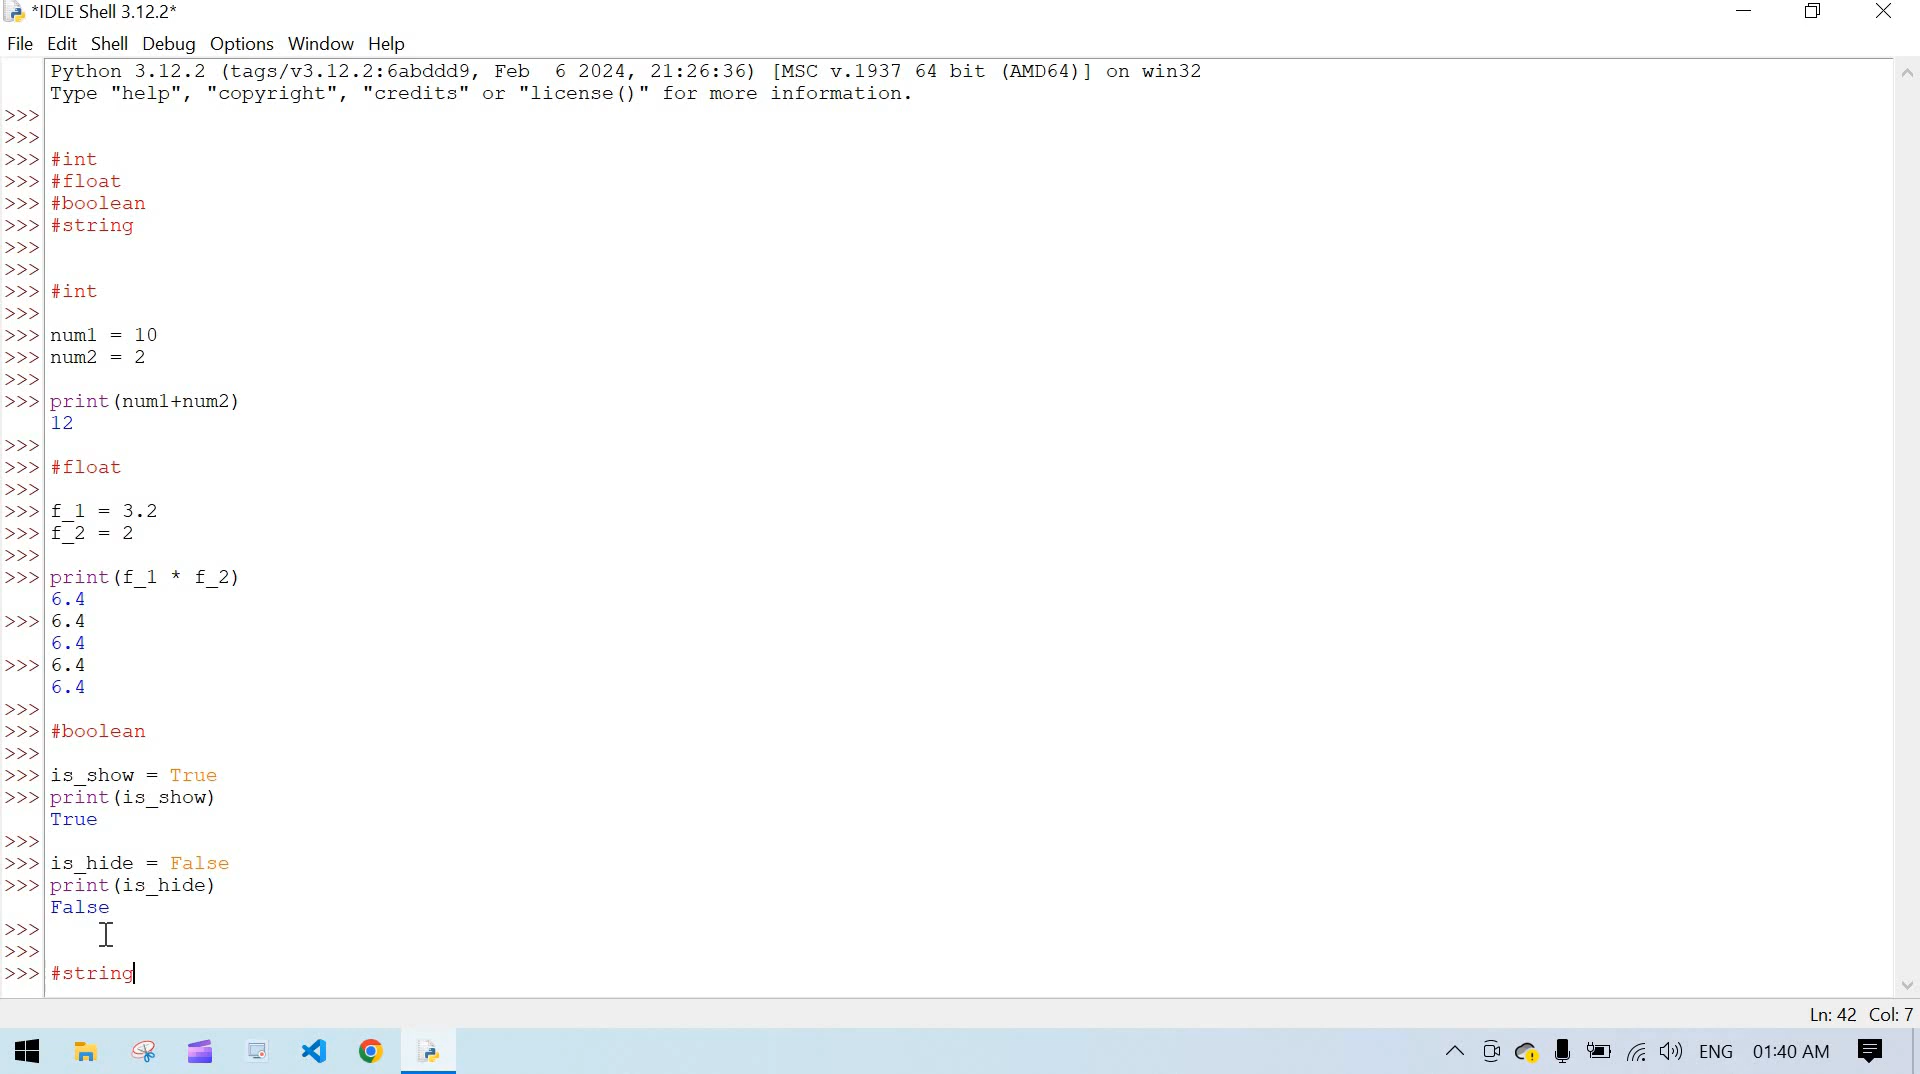 *IDLE Shell 3.12.2*
File Edit Shell Debug Options Window Help
Python 3.12.2 (tags/v3.12.2:6abddd9, Feb  6 2024, 21:26:36) [MSC v.1937 64 bit (AMD64)] on win32
Type "help", "copyright", "credits" or "license()" for more information.
>>>
>>>
>>> #int
>>> #float
>>> #boolean
>>> #string
>>>
>>>
>>> #int
>>>
>>> num1 = 10
>>> num2 = 2
>>>
>>> print(num1+num2)
12
>>>
>>> #float
>>>
>>> f_1 = 3.2
>>> f_2 = 2
>>>
>>> print(f_1 * f_2)
6.4
>>> 6.4
6.4
>>> 6.4
6.4
>>>
>>> #boolean
>>>
>>> is_show = True
>>> print(is_show)
True
>>>
>>> is_hide = False
>>> print(is_hide)
False
>>>
>>>
>>> #string
Ln: 42 Col: 7
ENG 01:40 AM